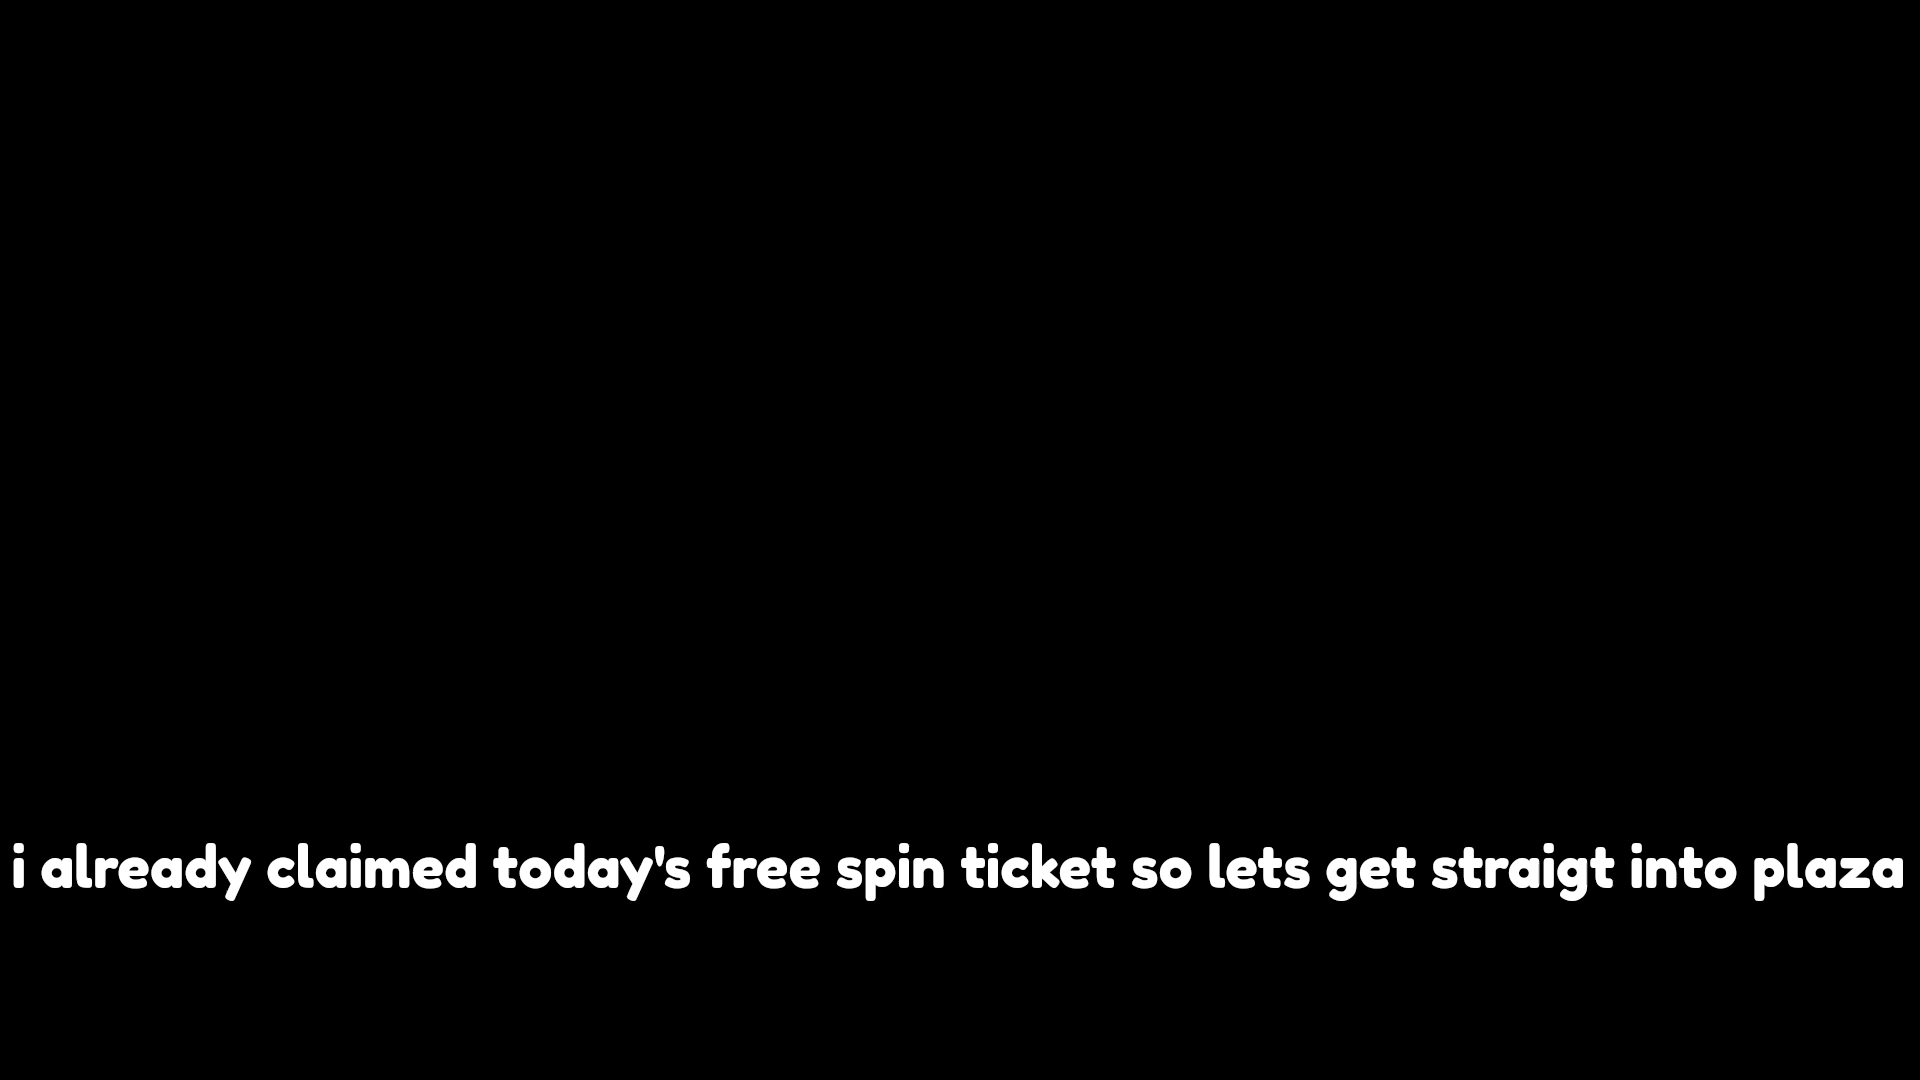 i already claimed today's free spin ticket so lets get straigt into plaza